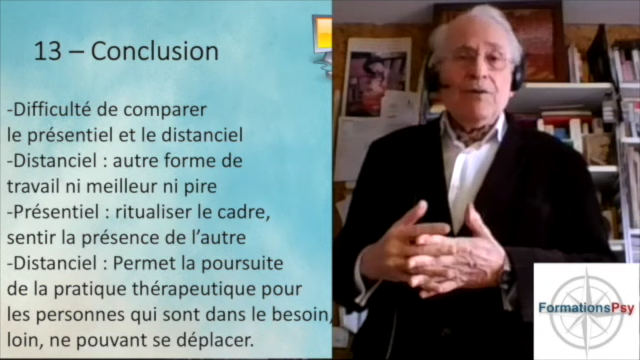 13 – Conclusion
-Difficulté de comparer
le présentiel et le distanciel
-Distanciel : autre forme de
travail ni meilleur ni pire
-Présentiel : ritualiser le cadre,
sentir la présence de l’autre
-Distanciel : Permet la poursuite
de la pratique thérapeutique pour
les personnes qui sont dans le besoin,
loin, ne pouvant se déplacer.
FormationsPsy